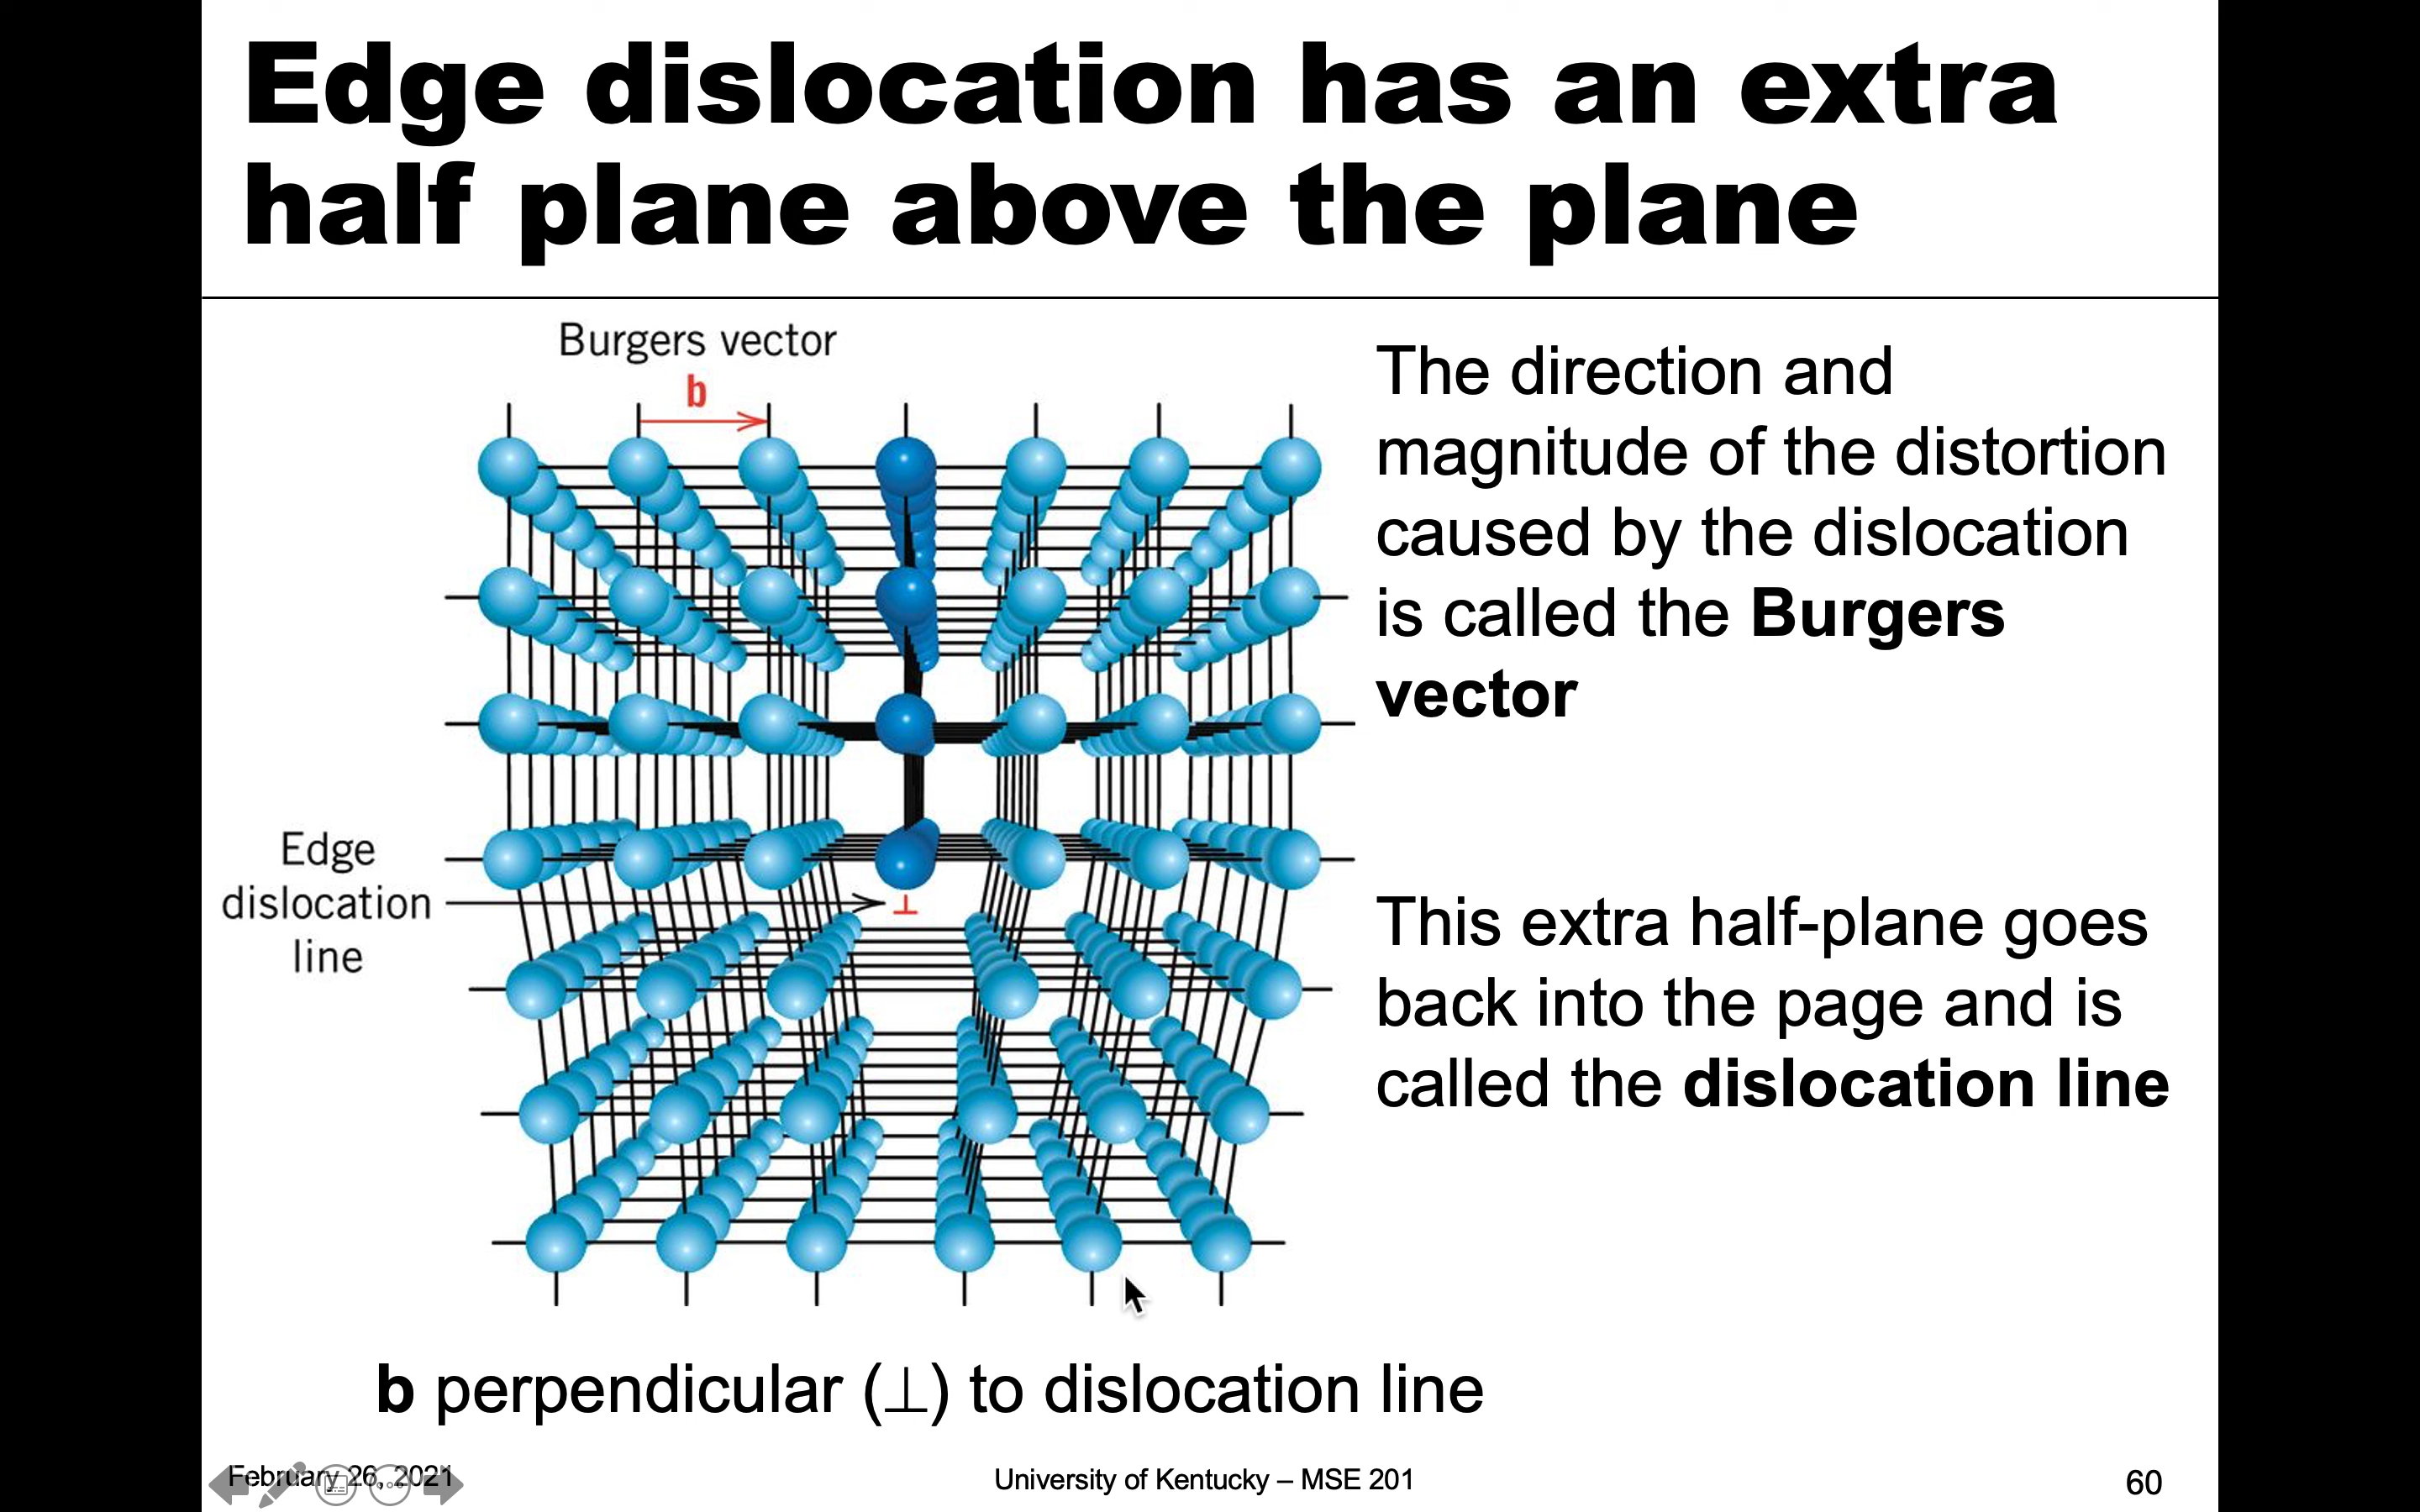 Edge dislocation has an extra
half plane above the plane
Burgers vector
b
Edge
dislocation
line
⊥
The direction and
magnitude of the distortion
caused by the dislocation
is called the Burgers
vector
This extra half-plane goes
back into the page and is
called the dislocation line
b perpendicular (⊥) to dislocation line
February 26, 2021
University of Kentucky – MSE 201
60